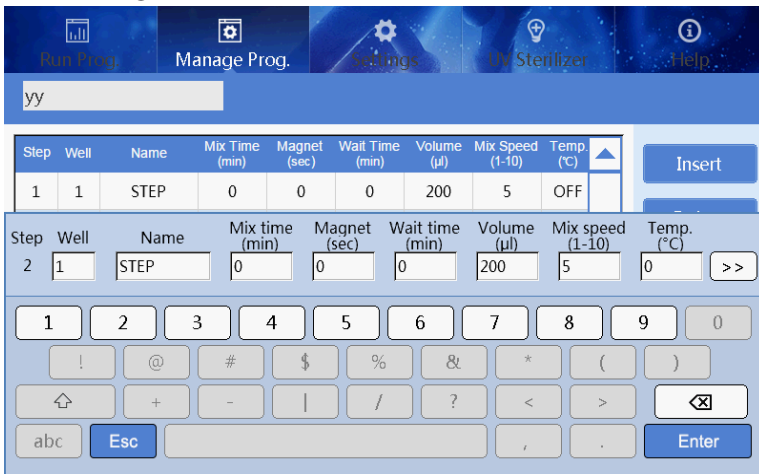 Run Prog. Manage Prog. Settings UV Sterilizer Help
yy
Step Well Name Mix Time (min) Magnet (sec) Wait Time (min) Volume (µl) Mix Speed (1-10) Temp. (℃)
Insert
1 1 STEP 0 0 0 200 5 OFF
Step Well Name Mix time (min) Magnet (sec) Wait time (min) Volume (µl) Mix speed (1-10) Temp. (°C)
2 1 STEP 0 0 0 200 5 0 >>
1 2 3 4 5 6 7 8 9 0
! @ # $ % & * ( )
+ - | / ? < >
abc Esc , . Enter